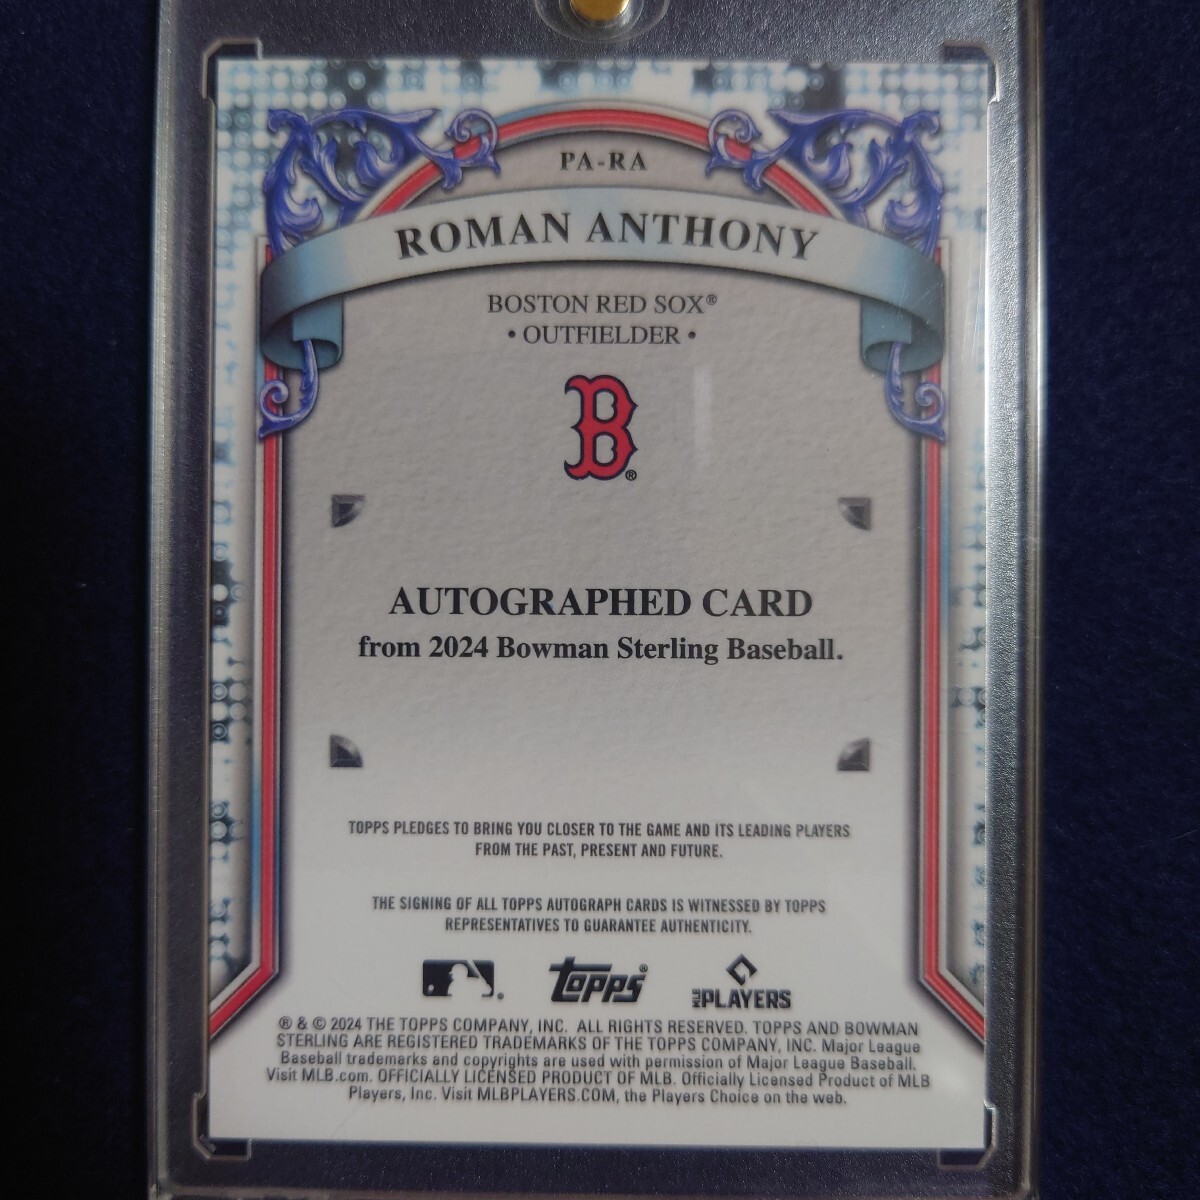 PA-RA
ROMAN ANTHONY
BOSTON RED SOX®
• OUTFIELDER •
B®
AUTOGRAPHED CARD
from 2024 Bowman Sterling Baseball.
TOPPS PLEDGES TO BRING YOU CLOSER TO THE GAME AND ITS LEADING PLAYERS
FROM THE PAST, PRESENT AND FUTURE.
THE SIGNING OF ALL TOPPS AUTOGRAPH CARDS IS WITNESSED BY TOPPS
REPRESENTATIVES TO GUARANTEE AUTHENTICITY.
topps® MLB PLAYERS
® & © 2024 THE TOPPS COMPANY, INC. ALL RIGHTS RESERVED. TOPPS AND BOWMAN
STERLING ARE REGISTERED TRADEMARKS OF THE TOPPS COMPANY, INC. Major League
Baseball trademarks and copyrights are used with permission of Major League Baseball.
Visit MLB.com. OFFICIALLY LICENSED PRODUCT OF MLB. Officially Licensed Product of MLB
Players, Inc. Visit MLBPLAYERS.COM, the Players Choice on the web.